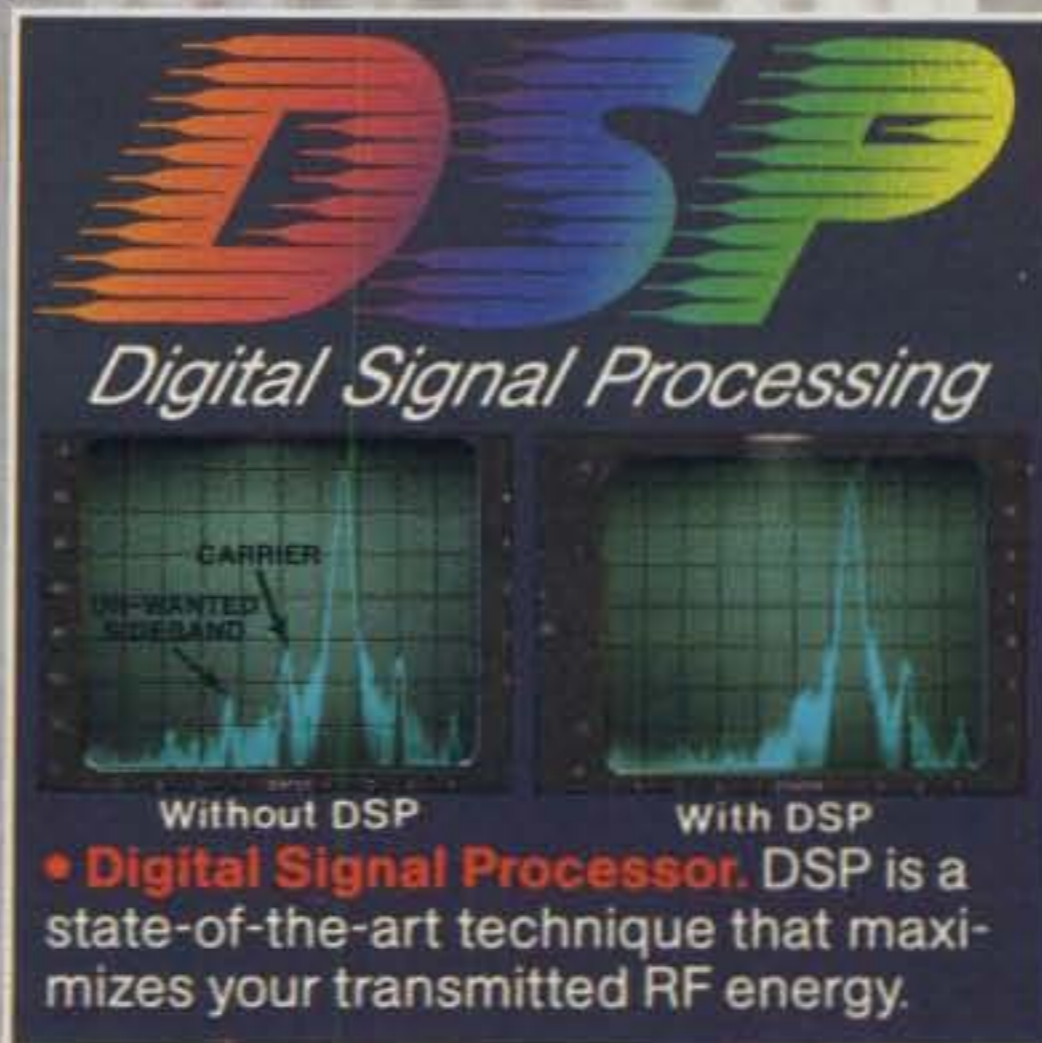 DSP
Digital Signal Processing
CARRIER
UN-WANTED
SIDEBAND
Without DSP
With DSP
• Digital Signal Processor. DSP is a
state-of-the-art technique that maxi-
mizes your transmitted RF energy.